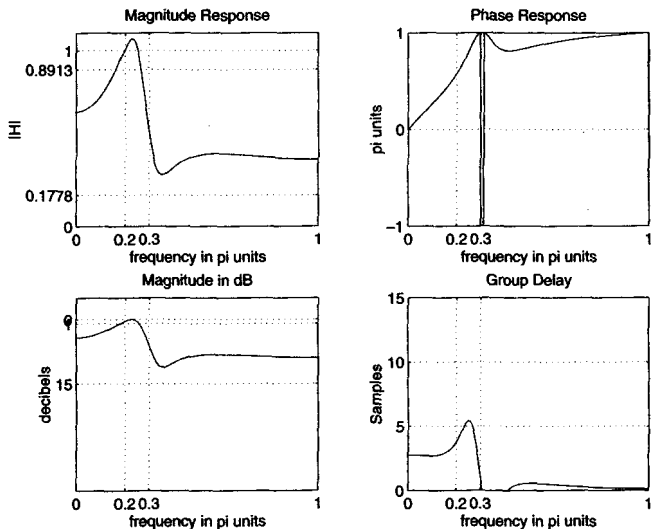 Magnitude Response
1
0.8913
|H|
0.1778
0
0 0.2 0.3 1
frequency in pi units
Phase Response
1
pi units
0
−1
0 0.2 0.3 1
frequency in pi units
Magnitude in dB
decibels
15
0 0.2 0.3 1
frequency in pi units
Group Delay
15
10
Samples
5
0
0 0.2 0.3 1
frequency in pi units